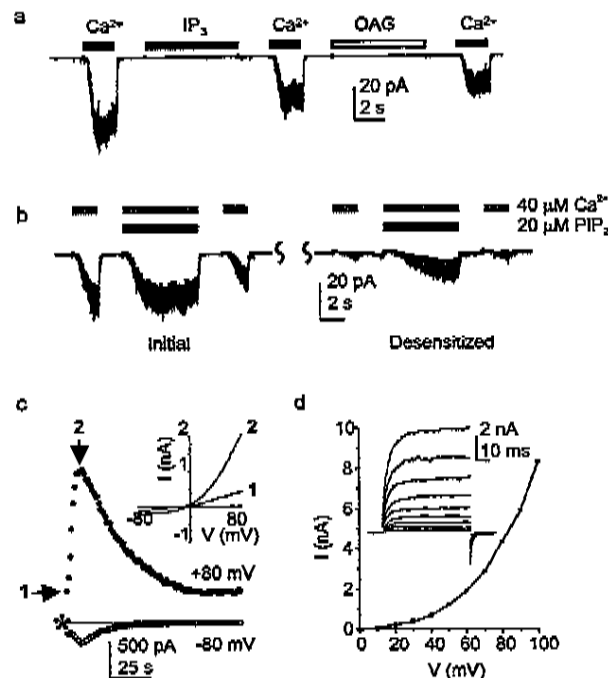 a
Ca²⁺ IP₃ Ca²⁺ OAG Ca²⁺
20 pA
2 s
b
40 µM Ca²⁺
20 µM PIP₂
20 pA
2 s
Initial Desensitized
c
2
1
+80 mV
-80 mV
500 pA
25 s
I (nA)
2
1
-1
-80
80
V (mV)
2
1
d
I (nA)
10
8
6
4
2
0
20 40 60 80 100
V (mV)
2 nA
10 ms